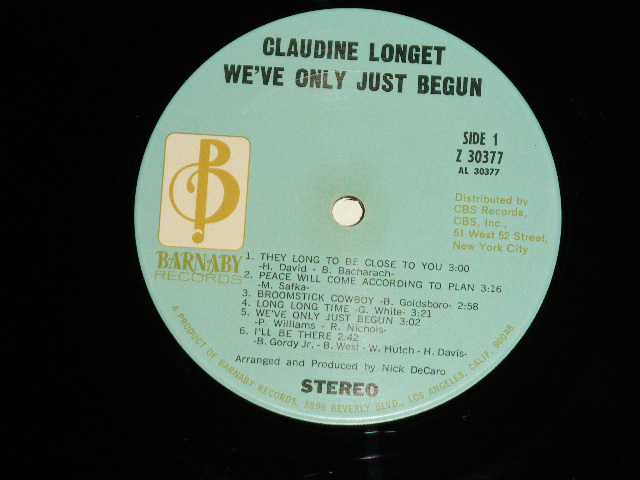 CLAUDINE LONGET
WE'VE ONLY JUST BEGUN
SIDE 1
Z 30377
AL 30377
B
BARNABY
RECORDS
Distributed by
CBS Records,
CBS, Inc.,
51 West 52 Street,
New York City
1. THEY LONG TO BE CLOSE TO YOU 3:00
-H. David - B. Bacharach-
2. PEACE WILL COME ACCORDING TO PLAN 3:16
-M. Safka-
3. BROOMSTICK COWBOY -B. Goldsboro- 2:58
4. LONG LONG TIME -G. White- 3:21
5. WE'VE ONLY JUST BEGUN 3:02
-P. Williams - R. Nichols-
6. I'LL BE THERE 2:42
-B. Gordy Jr. - B. West - W. Hutch - H. Davis-
Arranged and Produced by Nick DeCaro
STEREO
A PRODUCT OF BARNABY RECORDS, 8899 BEVERLY BLVD., LOS ANGELES, CALIF. 90048